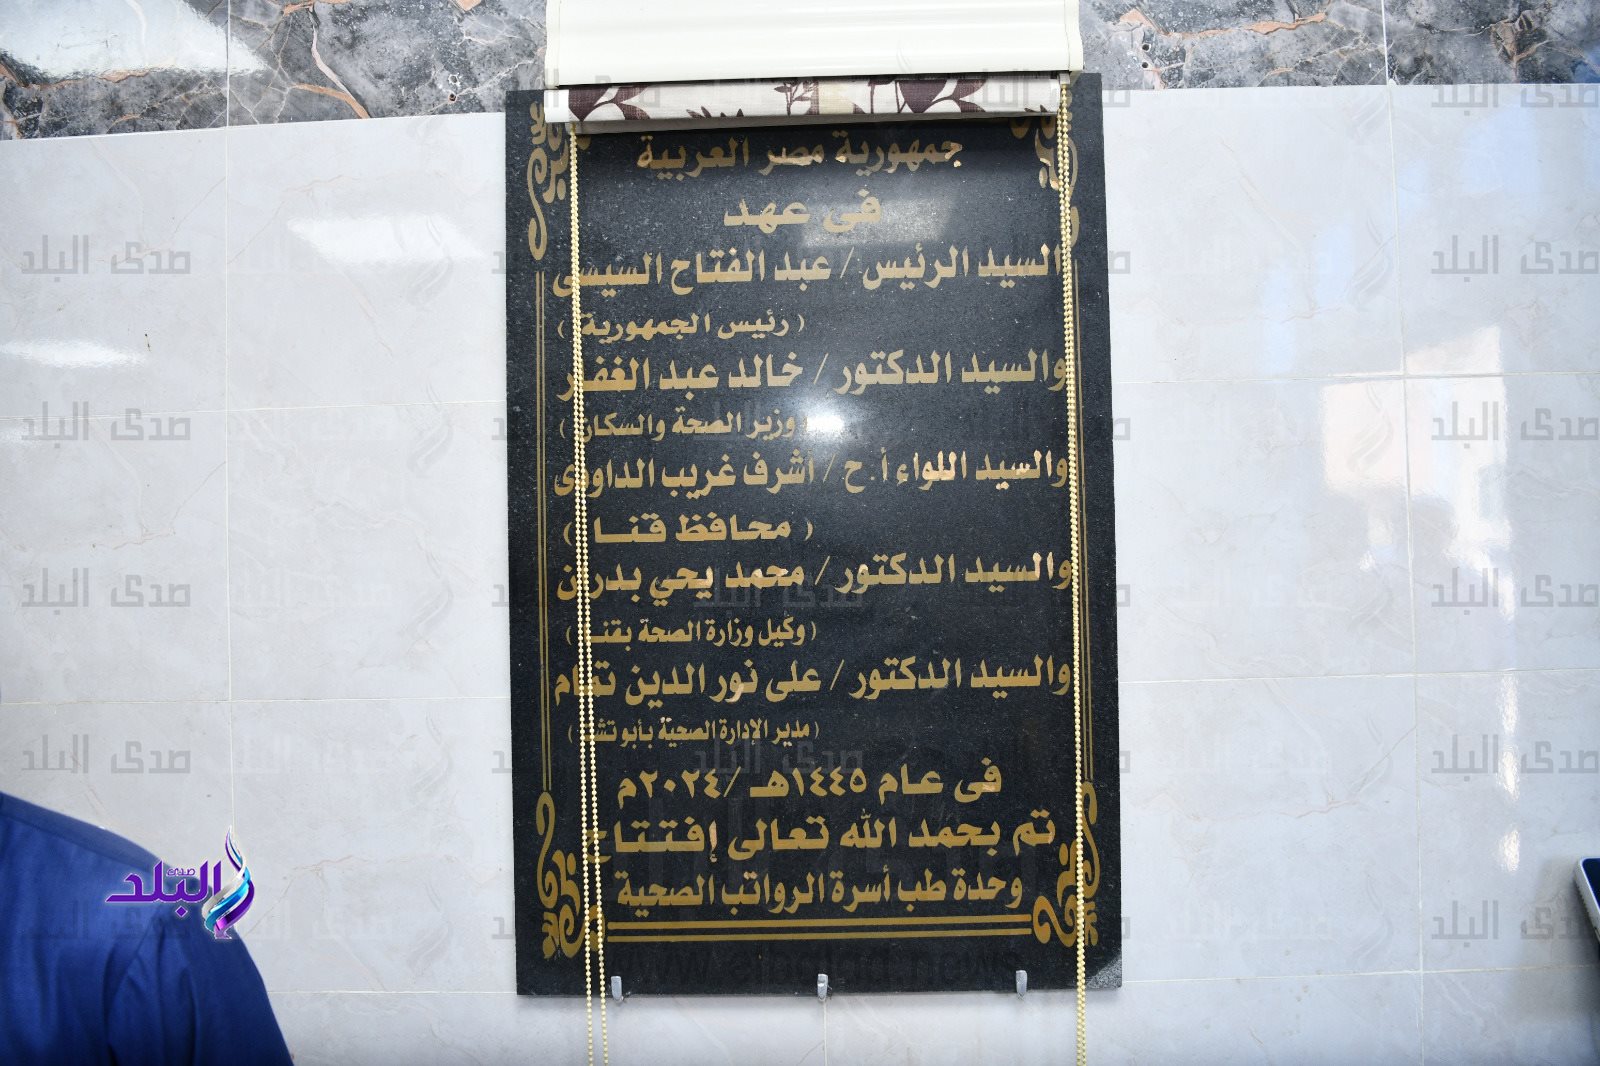 جمهورية مصر العربية
فى عهد
السيد الرئيس / عبد الفتاح السيسى
( رئيس الجمهورية )
والسيد الدكتور / خالد عبد الغفار
( وزير الصحة والسكان )
والسيد اللواء أ.ح / أشرف غريب الداودى
( محافظ قنا )
والسيد الدكتور / محمد يحي بدران
( وكيل وزارة الصحة بقنا )
والسيد الدكتور / على نور الدين تمام
( مدير الإدارة الصحية بأبوتشت )
فى عام ١٤٤٥هـ /٢٠٢٤م
تم بحمد الله تعالى إفتتاح
وحدة طب أسرة الرواتب الصحية
صدى البلد